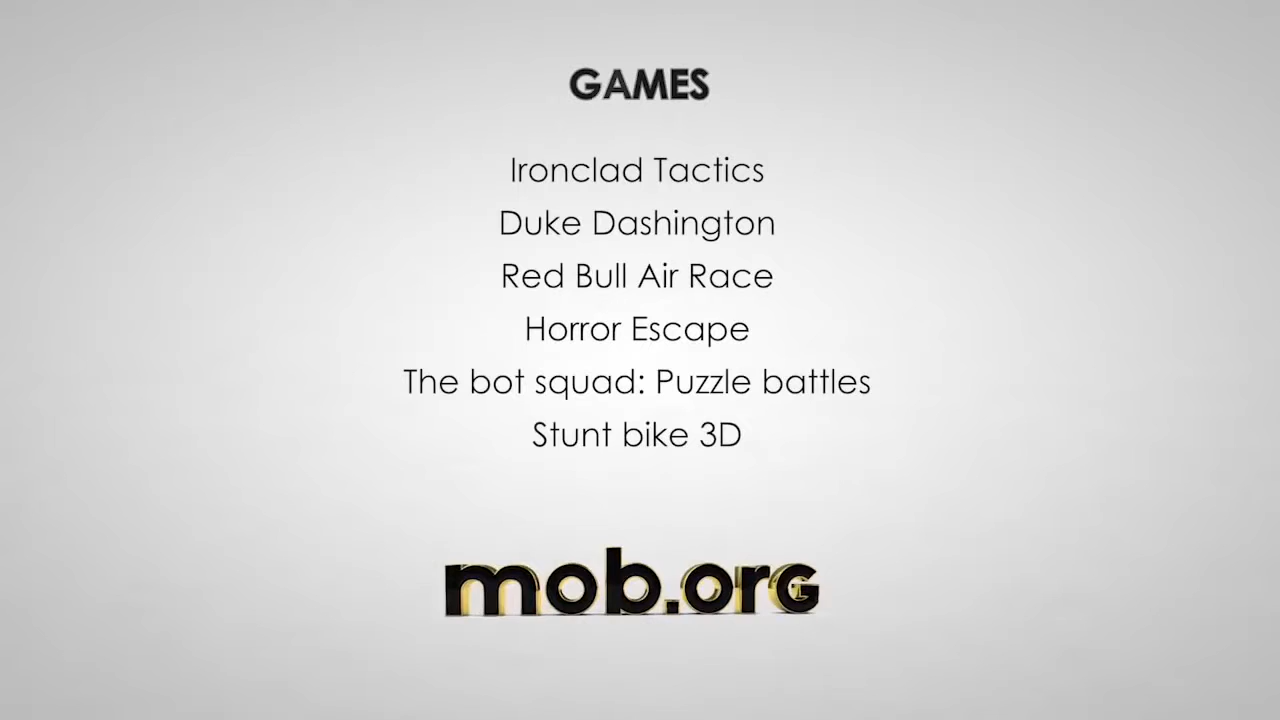 GAMES
Ironclad Tactics
Duke Dashington
Red Bull Air Race
Horror Escape
The bot squad: Puzzle battles
Stunt bike 3D
mob.orG